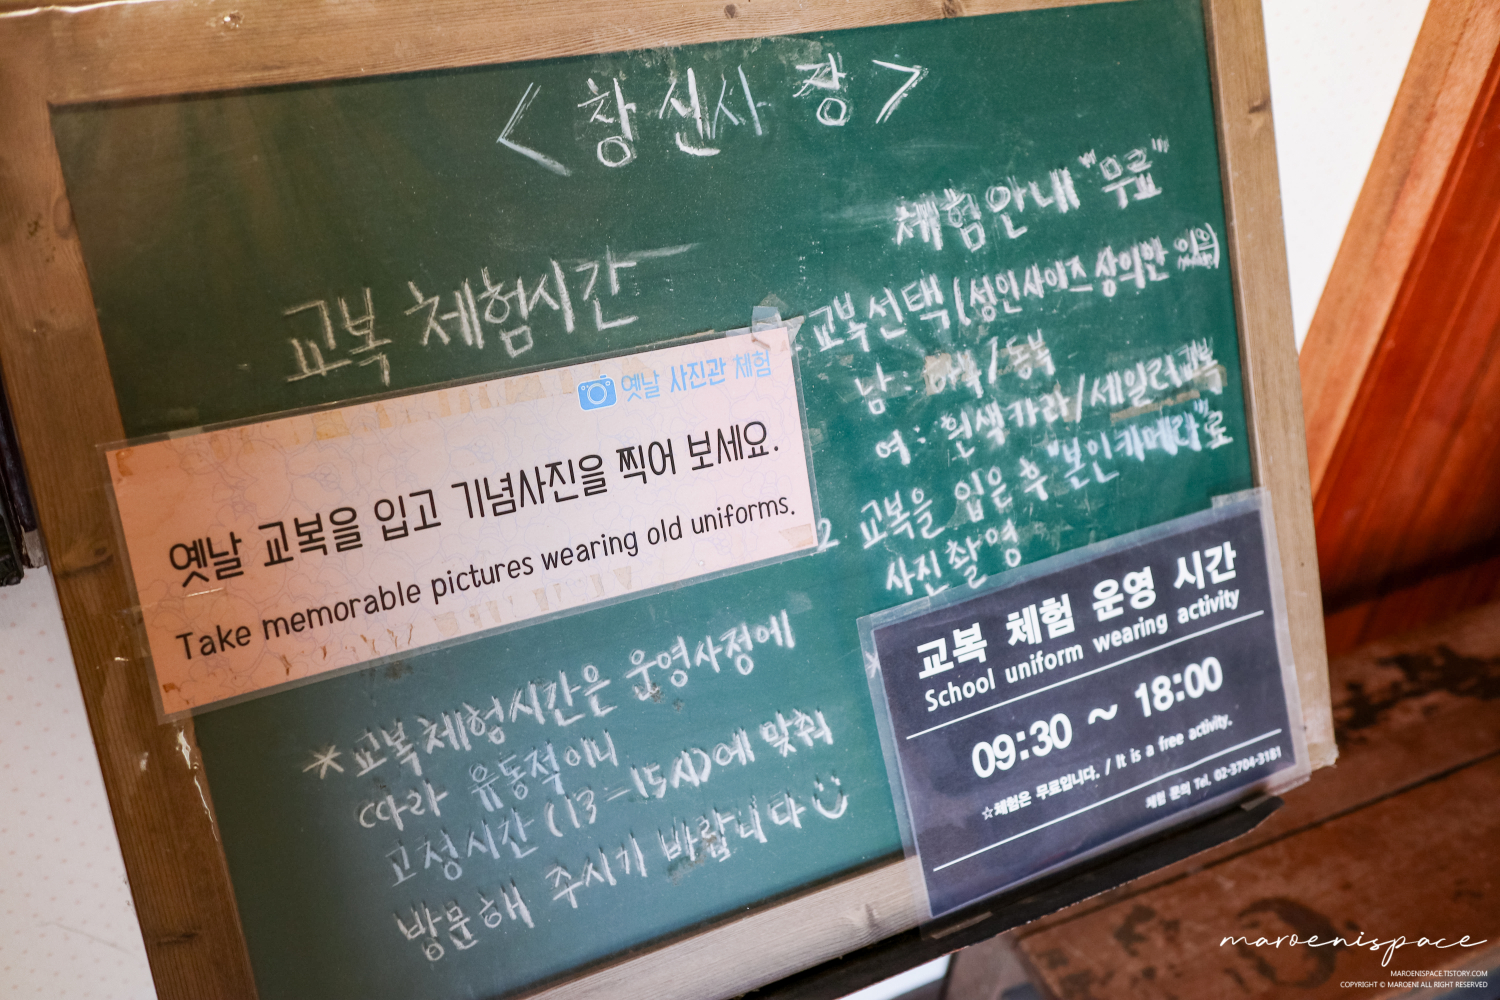 <창신사장>
교복 체험시간
옛날 사진관 체험
옛날 교복을 입고 기념사진을 찍어 보세요.
Take memorable pictures wearing old uniforms.
* 교복체험시간은 운영사정에
따라 유동적이니
고정시간 (13-15시)에 맞춰
방문해 주시기 바랍니다
체험안내 "무료"
교복선택 (성인사이즈 상의만
남: /동복
여: 흰색카라/세일러교복
2. 교복을 입은 후 "본인카메라"로
사진촬영
교복 체험 운영 시간
School uniform wearing activity
09:30 ~ 18:00
☆체험은 무료입니다. / It is a free activity.
체험 문의 Tel. 02-3704-3181
maroenispace
MAROENISPACE.TISTORY.COM
COPYRIGHT © MAROENI ALL RIGHT RESERVED